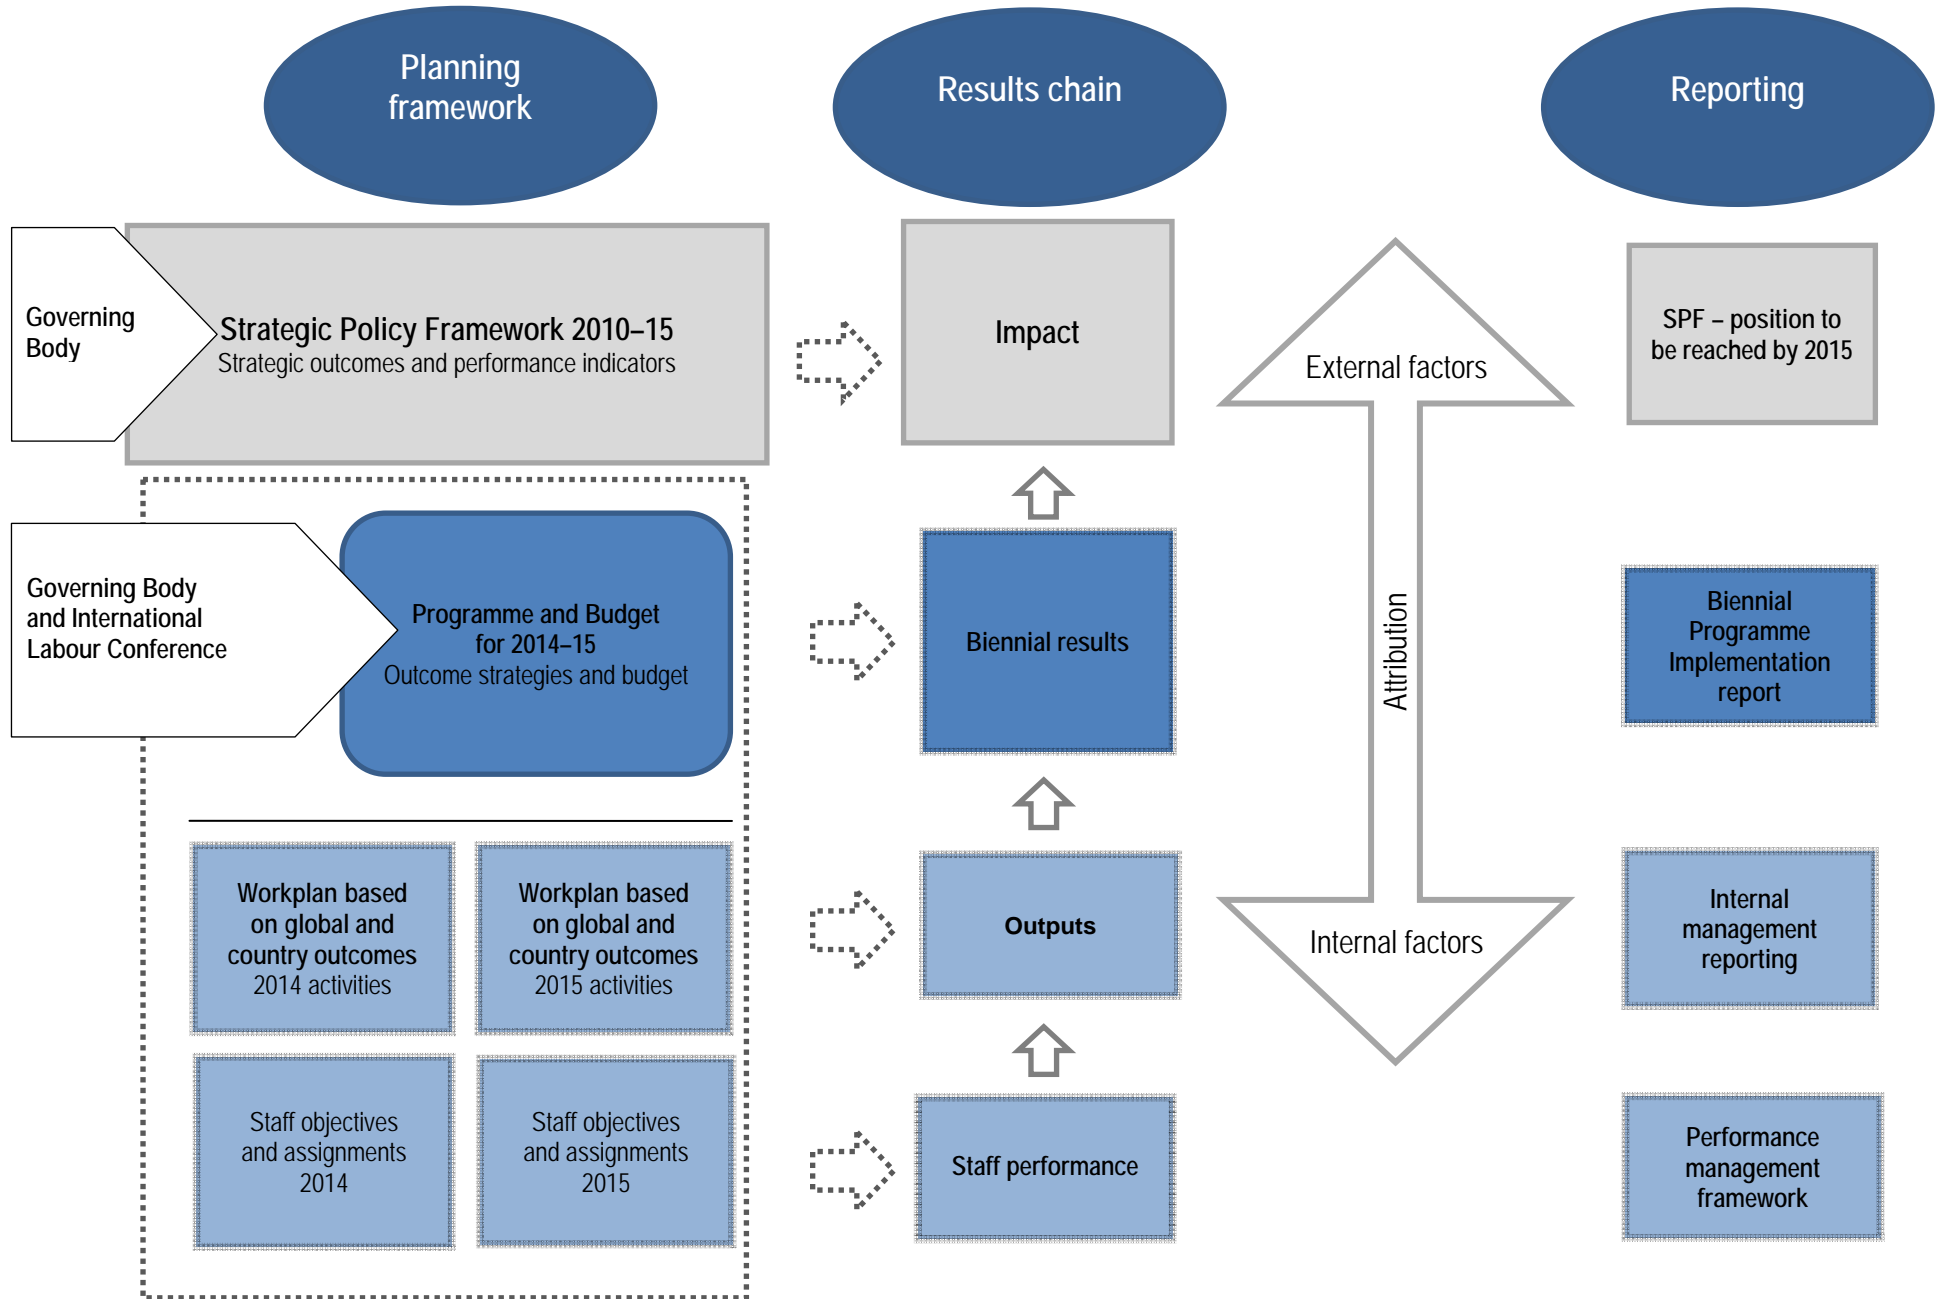 Planning
framework
Results chain
Reporting
Governing
Body
Strategic Policy Framework 2010–15
Strategic outcomes and performance indicators
Impact
External factors
SPF – position to
be reached by 2015
Governing Body
and International
Labour Conference
Programme and Budget
for 2014–15
Outcome strategies and budget
Biennial results
Attribution
Biennial
Programme
Implementation
report
Workplan based
on global and
country outcomes
2014 activities
Workplan based
on global and
country outcomes
2015 activities
Outputs
Internal factors
Internal
management
reporting
Staff objectives
and assignments
2014
Staff objectives
and assignments
2015
Staff performance
Performance
management
framework